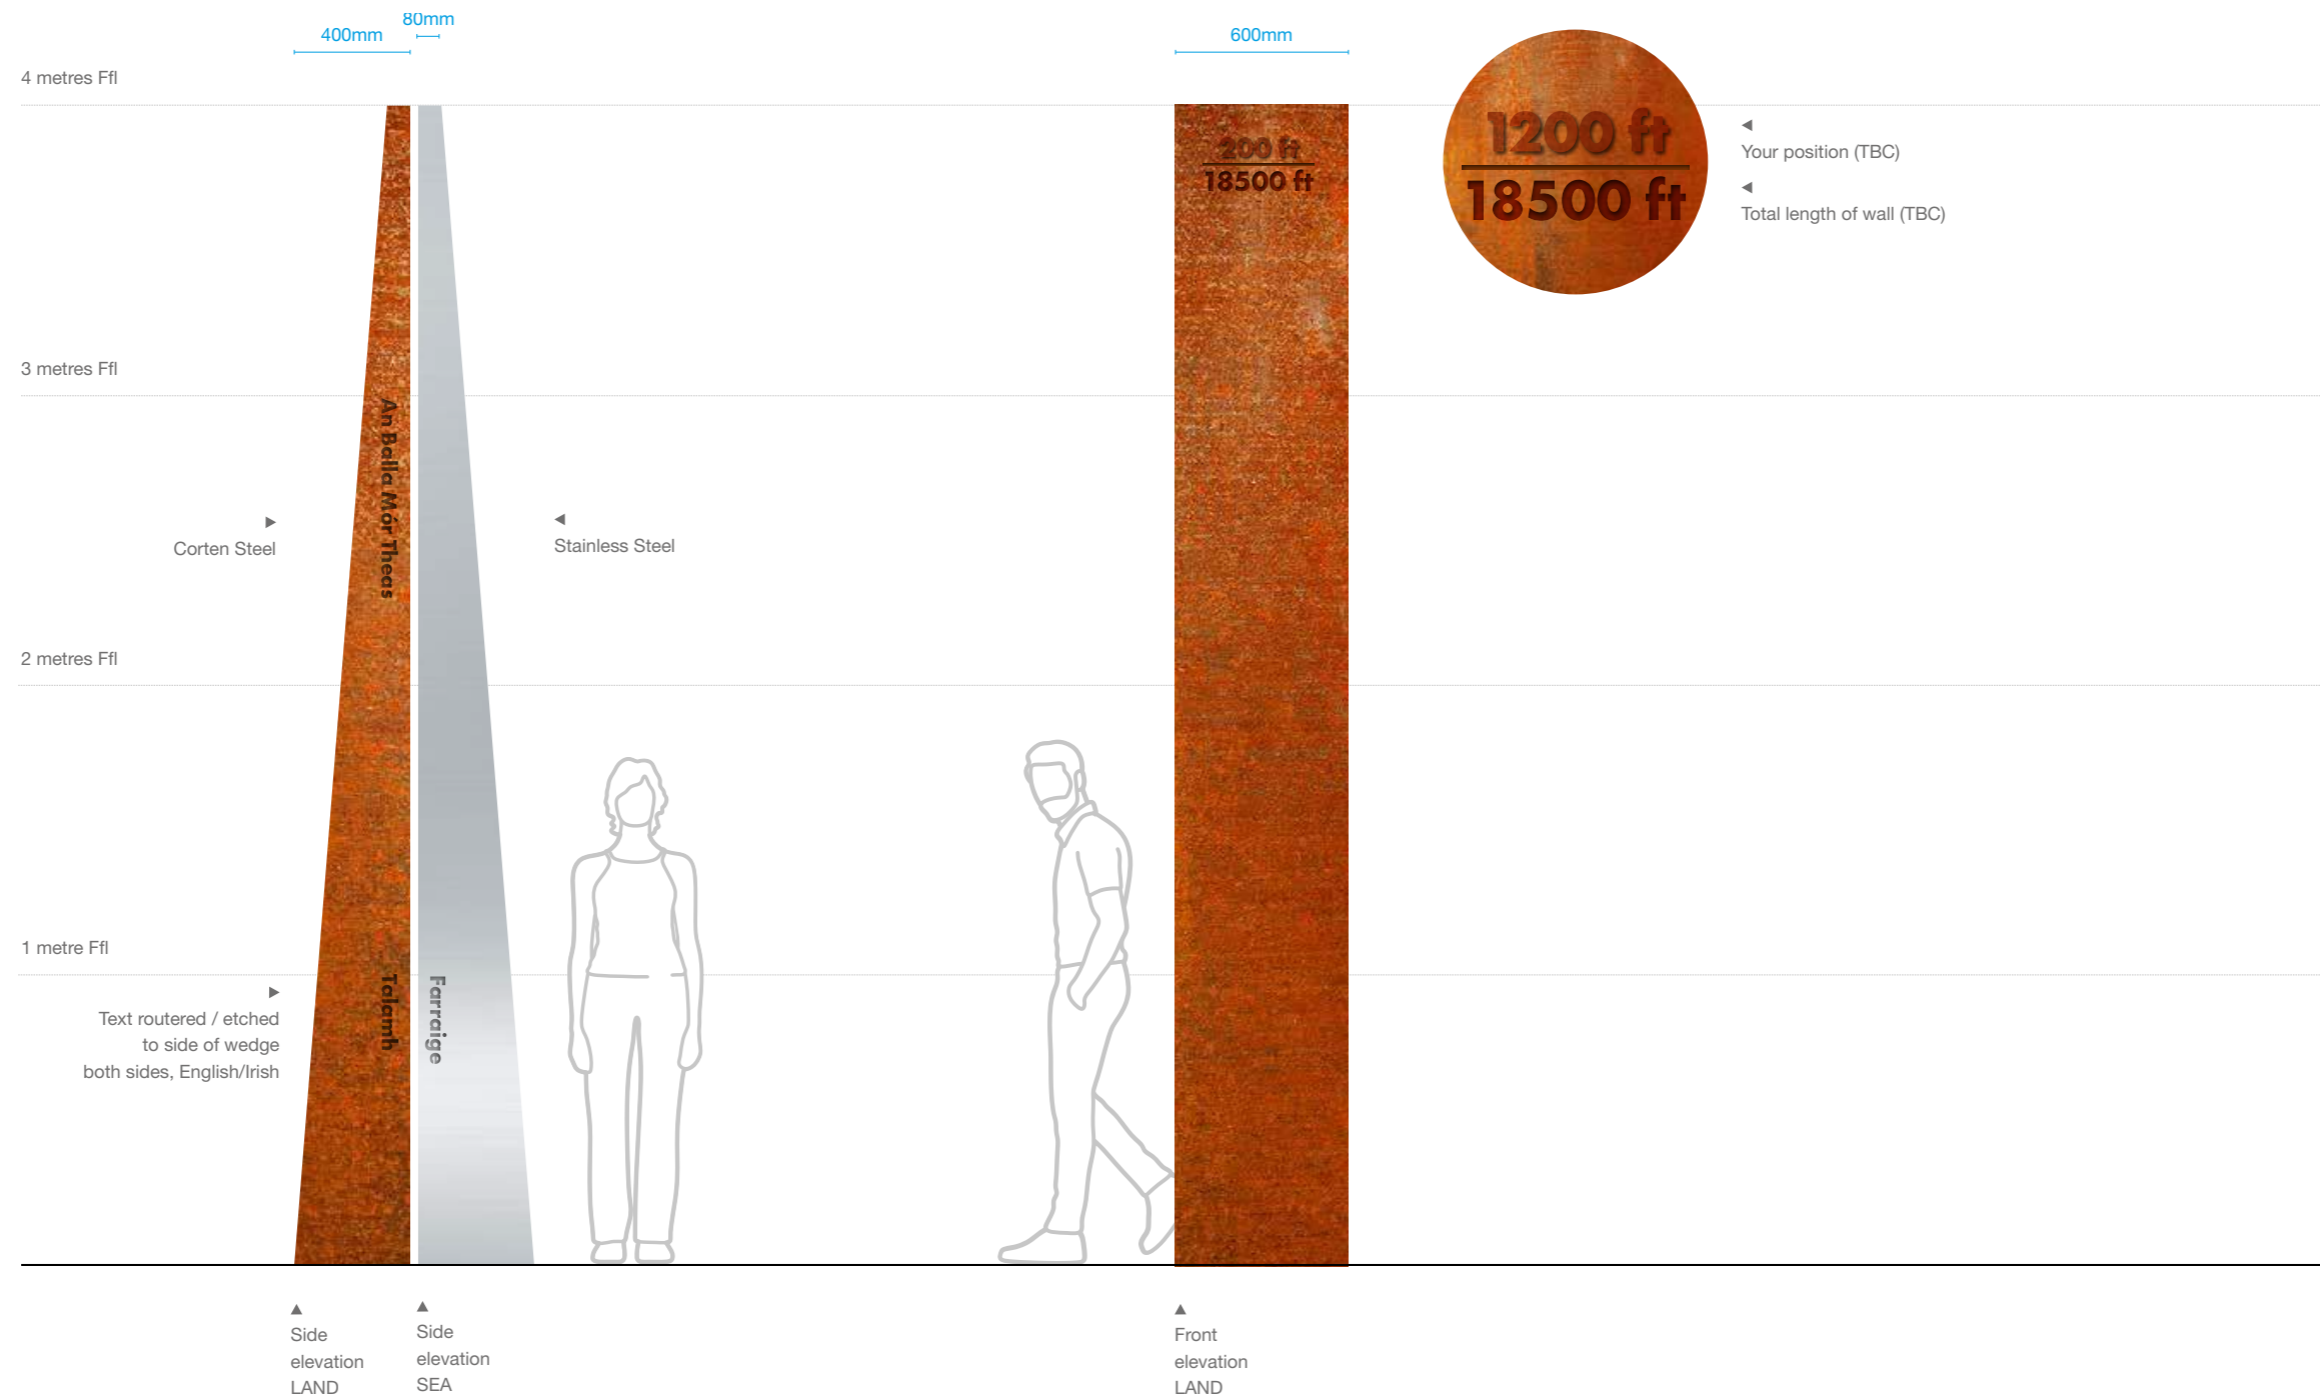 80mm
400mm
600mm
4 metres Ffl
200 ft
18500 ft
1200 ft
18500 ft
Your position (TBC)
Total length of wall (TBC)
3 metres Ffl
An Balla Mór Theas
Corten Steel
Stainless Steel
2 metres Ffl
1 metre Ffl
Talamh
Farraige
Text routered / etched
to side of wedge
both sides, English/Irish
Side
elevation
LAND
Side
elevation
SEA
Front
elevation
LAND